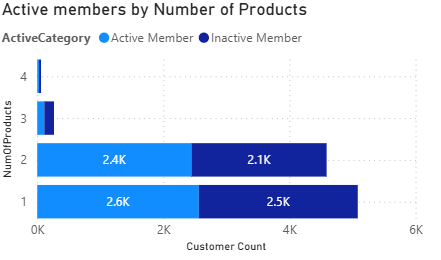 Active members by Number of Products
ActiveCategory Active Member Inactive Member
NumOfProducts
4
3
2 2.4K 2.1K
1 2.6K 2.5K
0K 2K 4K 6K
Customer Count